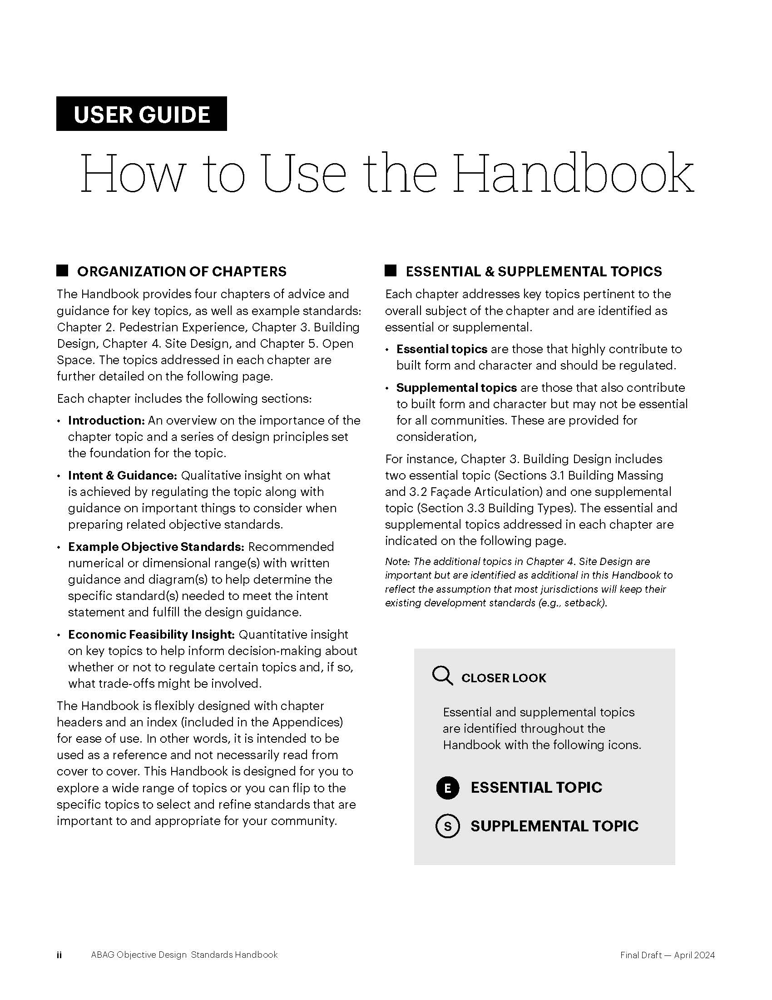 USER GUIDE
How to Use the Handbook
ORGANIZATION OF CHAPTERS
The Handbook provides four chapters of advice and
guidance for key topics, as well as example standards:
Chapter 2. Pedestrian Experience, Chapter 3. Building
Design, Chapter 4. Site Design, and Chapter 5. Open
Space. The topics addressed in each chapter are
further detailed on the following page.
Each chapter includes the following sections:
• Introduction: An overview on the importance of the
chapter topic and a series of design principles set
the foundation for the topic.
• Intent & Guidance: Qualitative insight on what
is achieved by regulating the topic along with
guidance on important things to consider when
preparing related objective standards.
• Example Objective Standards: Recommended
numerical or dimensional range(s) with written
guidance and diagram(s) to help determine the
specific standard(s) needed to meet the intent
statement and fulfill the design guidance.
• Economic Feasibility Insight: Quantitative insight
on key topics to help inform decision-making about
whether or not to regulate certain topics and, if so,
what trade-offs might be involved.
The Handbook is flexibly designed with chapter
headers and an index (included in the Appendices)
for ease of use. In other words, it is intended to be
used as a reference and not necessarily read from
cover to cover. This Handbook is designed for you to
explore a wide range of topics or you can flip to the
specific topics to select and refine standards that are
important to and appropriate for your community.
ESSENTIAL & SUPPLEMENTAL TOPICS
Each chapter addresses key topics pertinent to the
overall subject of the chapter and are identified as
essential or supplemental.
• Essential topics are those that highly contribute to
built form and character and should be regulated.
• Supplemental topics are those that also contribute
to built form and character but may not be essential
for all communities. These are provided for
consideration,
For instance, Chapter 3. Building Design includes
two essential topic (Sections 3.1 Building Massing
and 3.2 Façade Articulation) and one supplemental
topic (Section 3.3 Building Types). The essential and
supplemental topics addressed in each chapter are
indicated on the following page.
Note: The additional topics in Chapter 4. Site Design are
important but are identified as additional in this Handbook to
reflect the assumption that most jurisdictions will keep their
existing development standards (e.g., setback).
CLOSER LOOK
Essential and supplemental topics
are identified throughout the
Handbook with the following icons.
E ESSENTIAL TOPIC
S SUPPLEMENTAL TOPIC
ii ABAG Objective Design Standards Handbook
Final Draft — April 2024